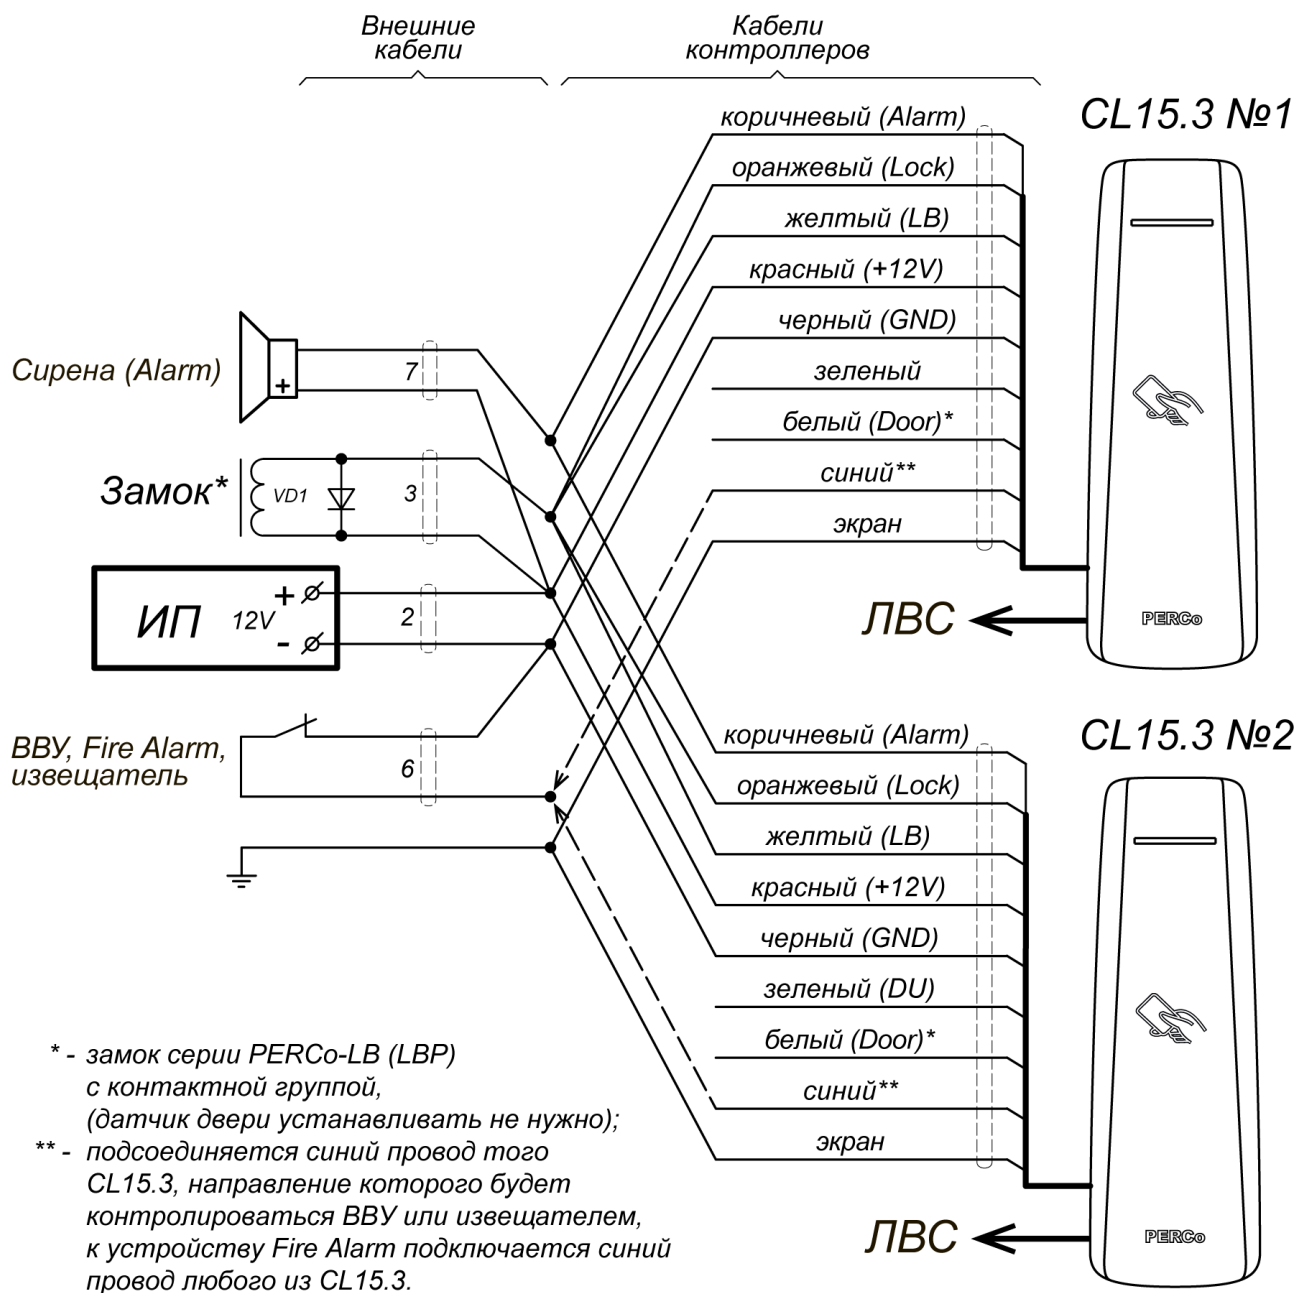 Внешние
кабели
Кабели
контроллеров
CL15.3 №1
коричневый (Alarm)
оранжевый (Lock)
желтый (LB)
красный (+12V)
черный (GND)
зеленый
белый (Door)*
синий**
экран
Сирена (Alarm)
+
7
Замок*
VD1
3
ИП
12V
+
-
2
ЛВС
PERCo
ВВУ, Fire Alarm,
извещатель
6
CL15.3 №2
коричневый (Alarm)
оранжевый (Lock)
желтый (LB)
красный (+12V)
черный (GND)
зеленый (DU)
белый (Door)*
синий**
экран
ЛВС
PERCo
* - замок серии PERCo-LB (LBP)
с контактной группой,
(датчик двери устанавливать не нужно);
** - подсоединяется синий провод того
CL15.3, направление которого будет
контролироваться ВВУ или извещателем,
к устройству Fire Alarm подключается синий
провод любого из CL15.3.